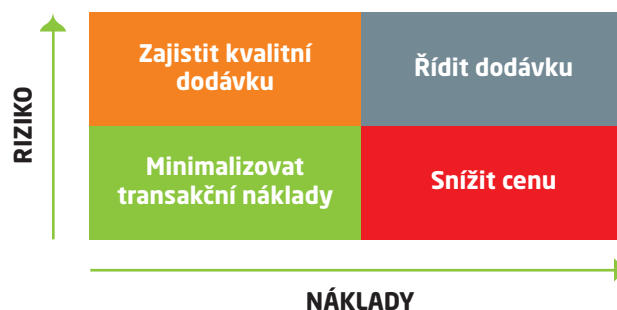 RIZIKO
Zajistit kvalitní
dodávku
Řídit dodávku
Minimalizovat
transakční náklady
Snížit cenu
NÁKLADY